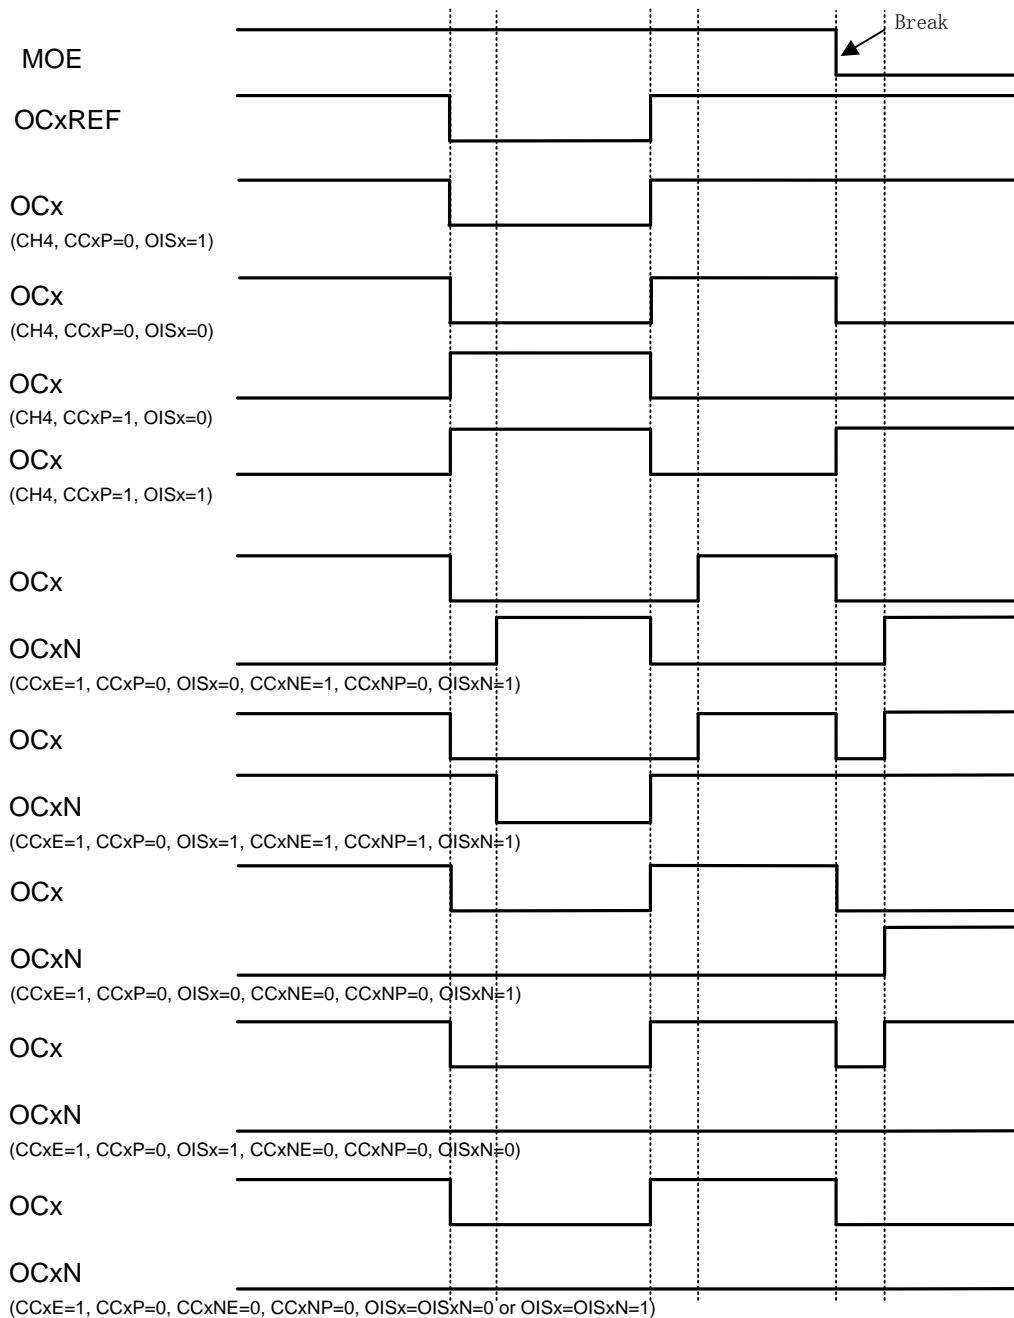 Break
MOE
OCxREF
OCx
(CH4, CCxP=0, OISx=1)
OCx
(CH4, CCxP=0, OISx=0)
OCx
(CH4, CCxP=1, OISx=0)
OCx
(CH4, CCxP=1, OISx=1)
OCx
OCxN
(CCxE=1, CCxP=0, OISx=0, CCxNE=1, CCxNP=0, OISxN=1)
OCx
OCxN
(CCxE=1, CCxP=0, OISx=1, CCxNE=1, CCxNP=1, OISxN=1)
OCx
OCxN
(CCxE=1, CCxP=0, OISx=0, CCxNE=0, CCxNP=0, OISxN=1)
OCx
OCxN
(CCxE=1, CCxP=0, OISx=1, CCxNE=0, CCxNP=0, OISxN=0)
OCx
OCxN
(CCxE=1, CCxP=0, CCxNE=0, CCxNP=0, OISx=OISxN=0 or OISx=OISxN=1)